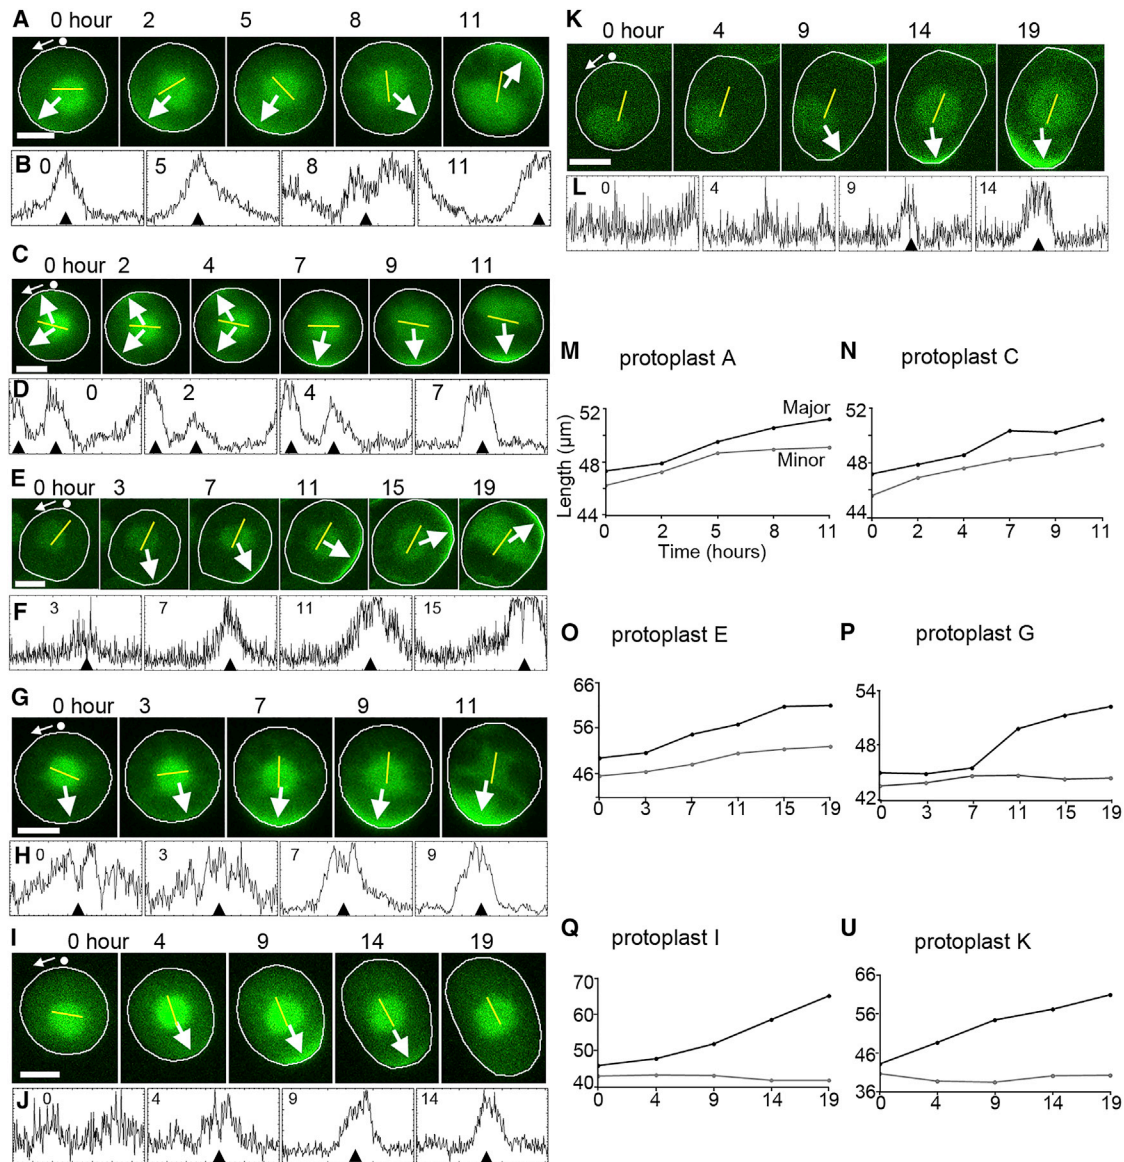 A 0 hour 2 5 8 11
B 0 5 8 11
C 0 hour 2 4 7 9 11
D 0 2 4 7
E 0 hour 3 7 11 15 19
F 3 7 11 15
G 0 hour 3 7 9 11
H 0 3 7 9
I 0 hour 4 9 14 19
J 0 4 9 14
K 0 hour 4 9 14 19
L 0 4 9 14
M protoplast A
52
48
44
Length (µm)
Major
Minor
0 2 5 8 11
Time (hours)
N protoplast C
52
48
44
0 2 4 7 9 11
O protoplast E
66
56
46
0 3 7 11 15 19
P protoplast G
54
48
42
0 3 7 11 15 19
Q protoplast I
70
50
40
0 4 9 14 19
U protoplast K
66
56
46
36
0 4 9 14 19